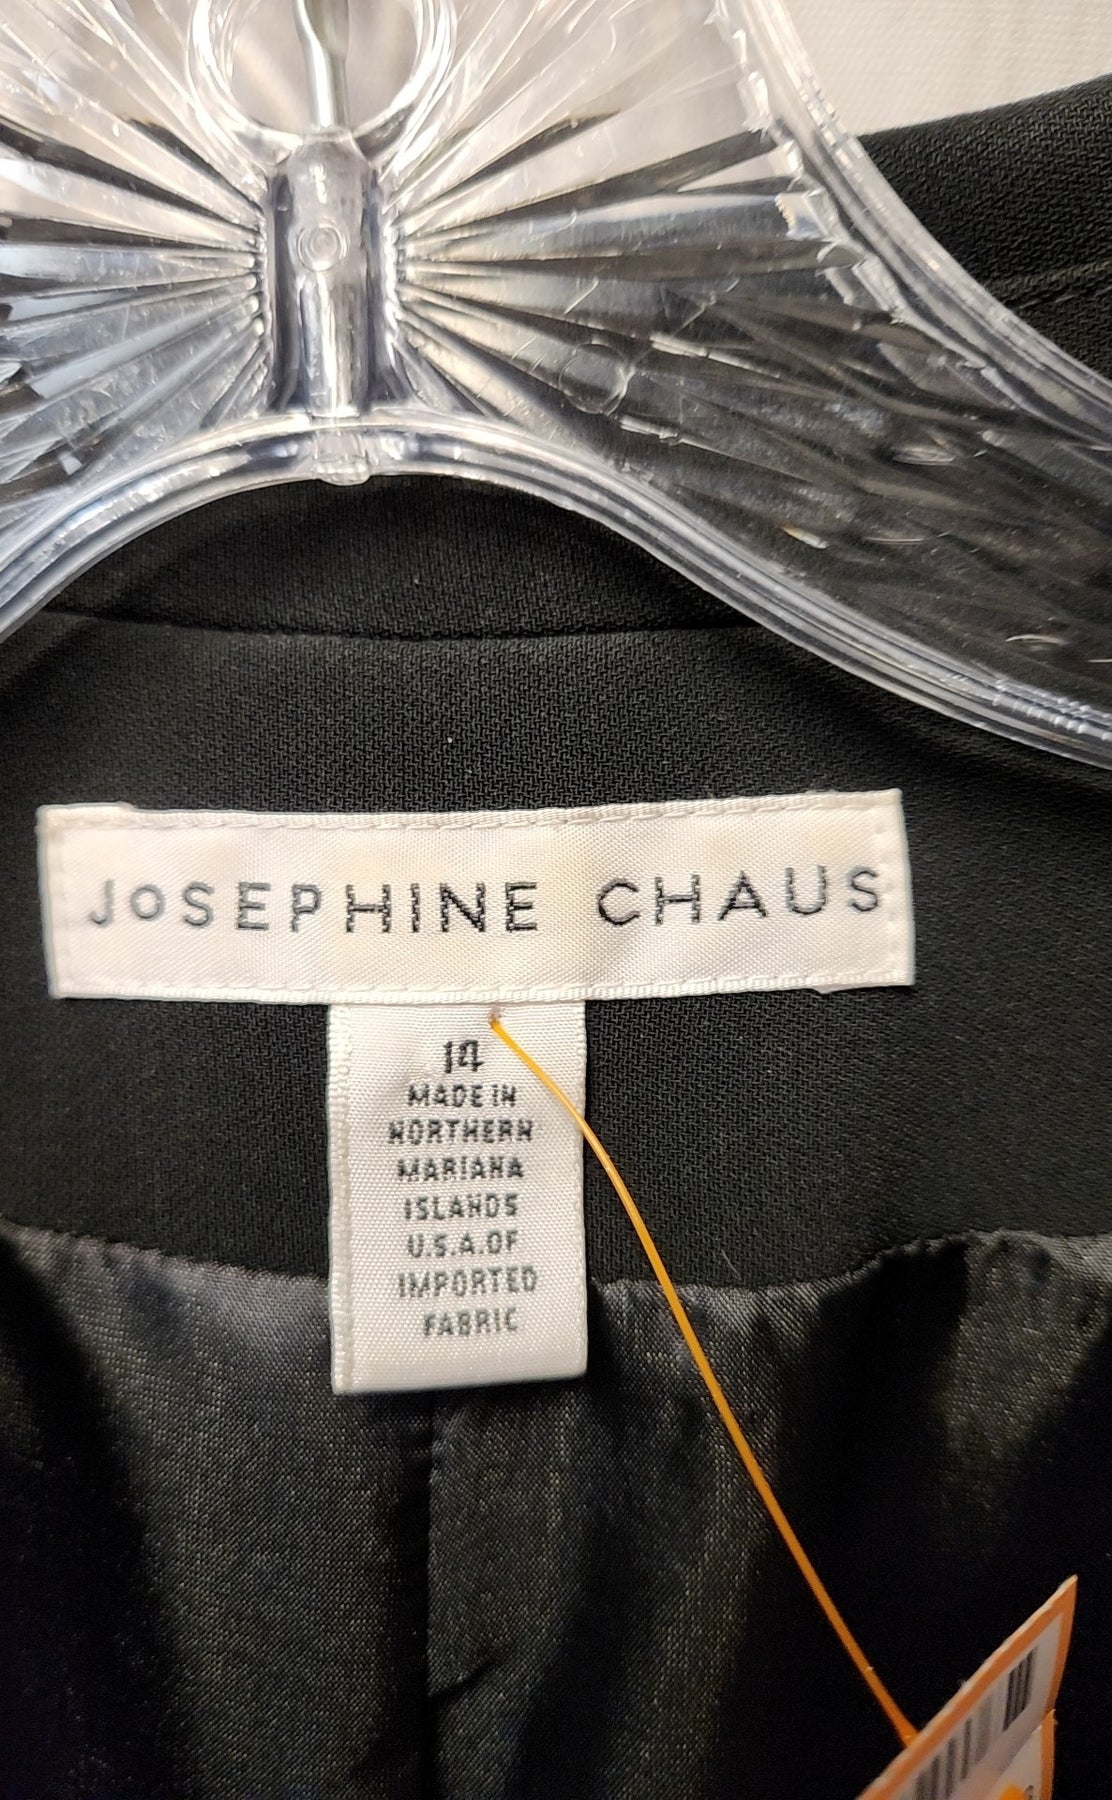 JoSEPHINE CHAUS
14
MADE IN
NORTHERN
MARIANA
ISLANDS
U.S.A.OF
IMPORTED
FABRIC